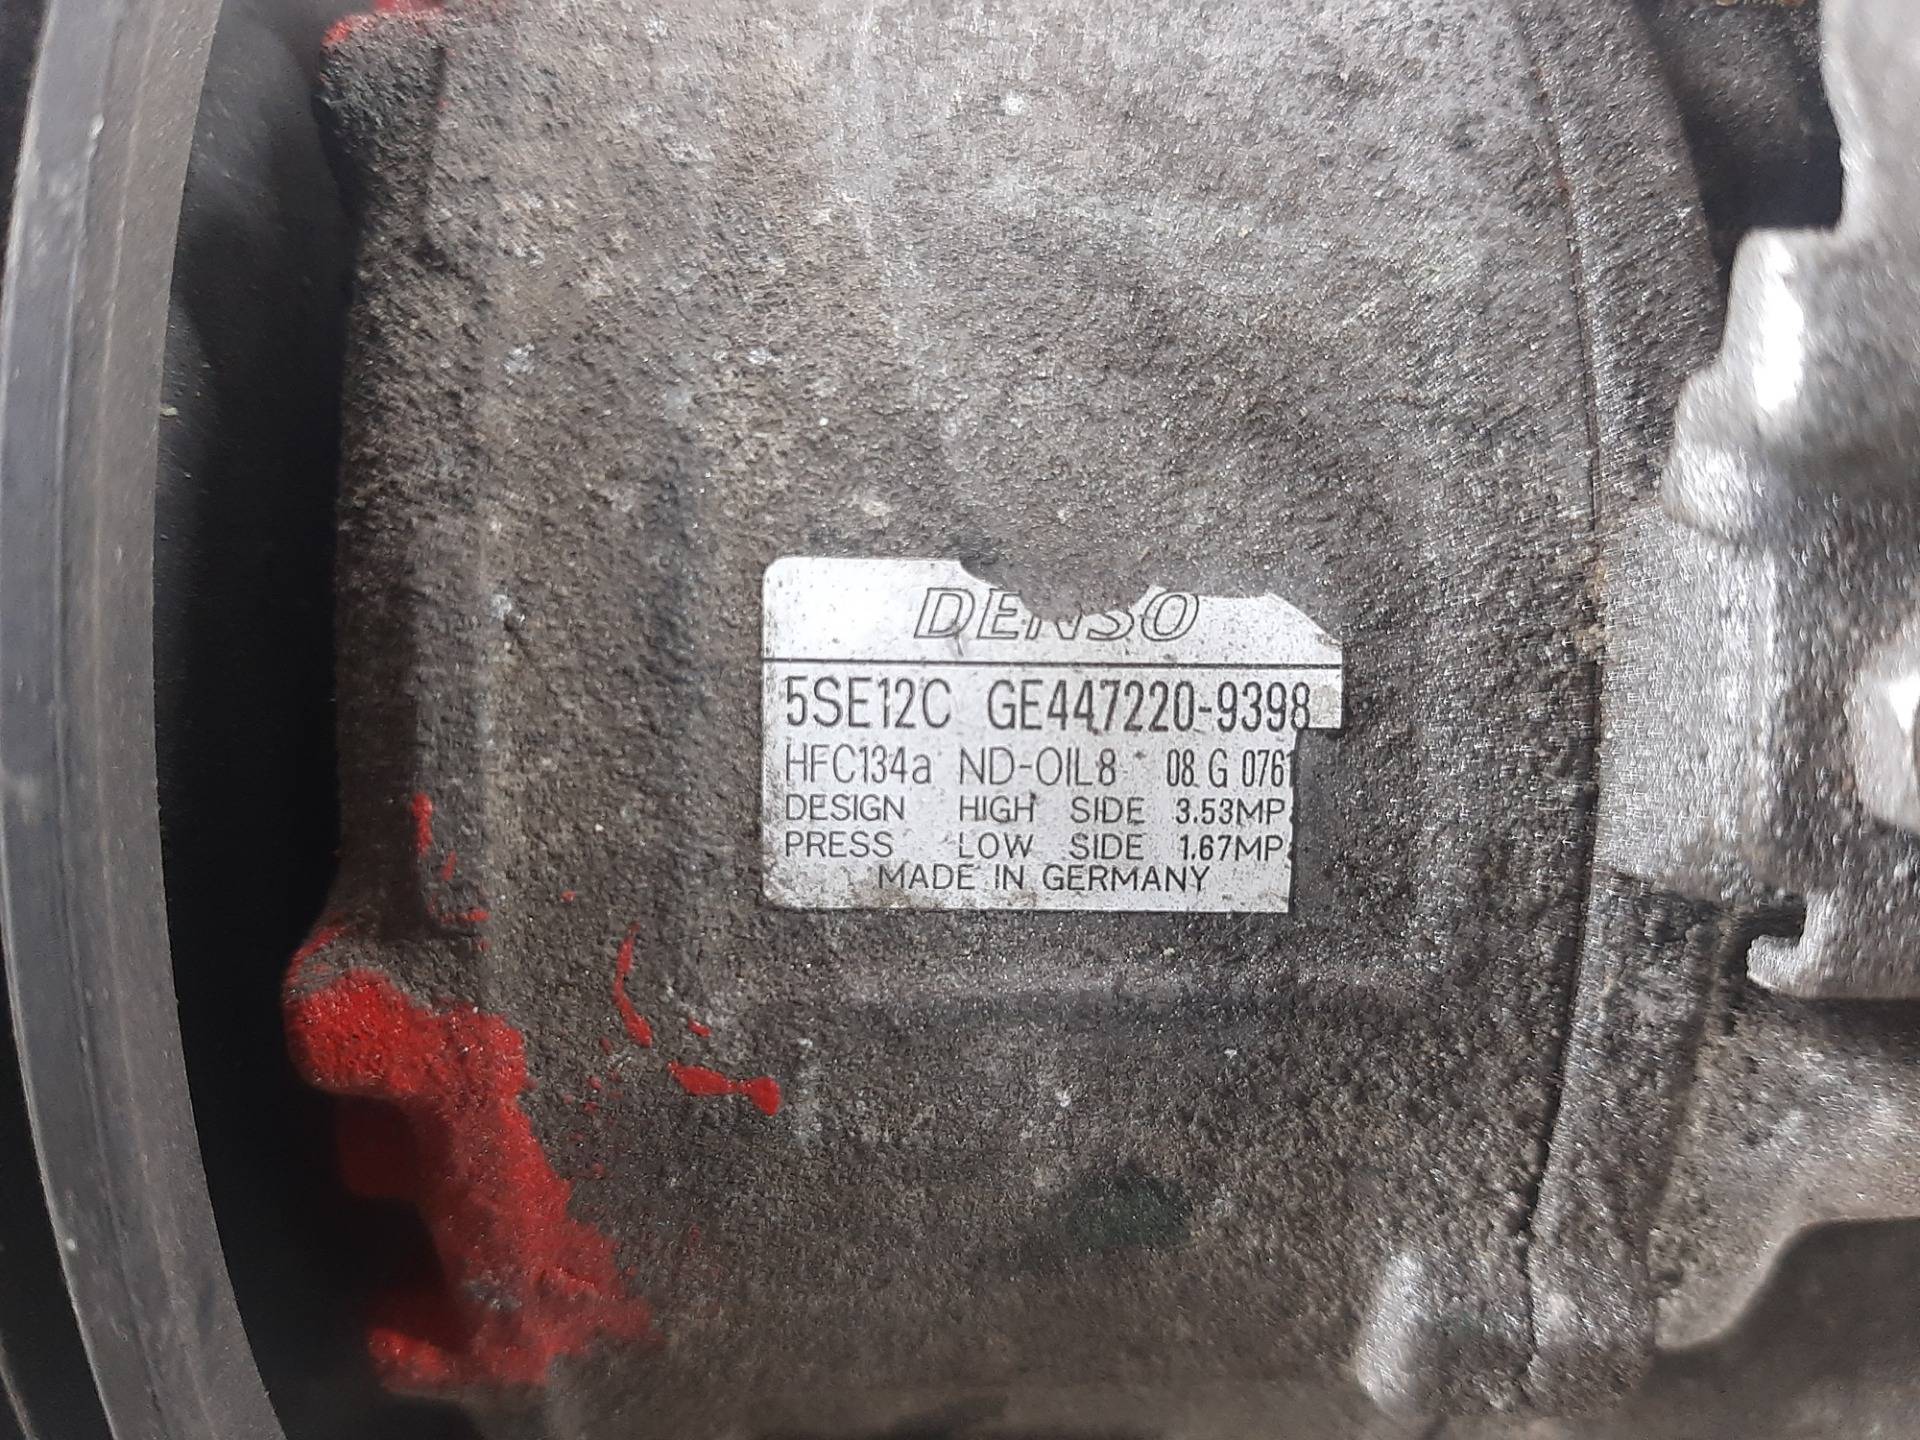 DENSO
5SE12C GE447220-9398
HFC134a ND-OIL8 08 G 0761
DESIGN HIGH SIDE 3.53MP
PRESS LOW SIDE 1.67MP
MADE IN GERMANY